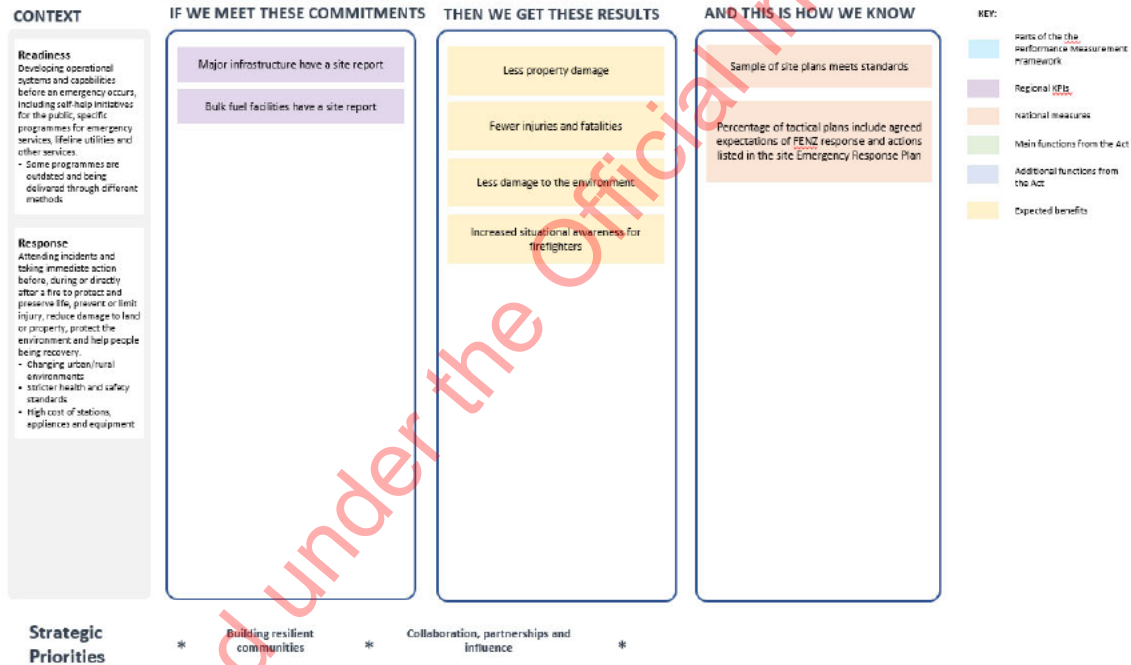 CONTEXT
IF WE MEET THESE COMMITMENTS
THEN WE GET THESE RESULTS
AND THIS IS HOW WE KNOW
KEY:
Readiness
Developing operational
systems and capabilities
before an emergency occurs,
including self-help initiatives
for the public, specific
programmes for emergency
services, lifeline utilities and
other services.
- Some programmes are
outdated and being
delivered through different
methods
Response
Attending incidents and
taking immediate action
before, during or directly
after a fire to protect and
preserve life, prevent or limit
injury, reduce damage to land
or property, protect the
environment and help people
being recovery.
- Changing urban/rural
environments
• Stricter health and safety
standards
• High cost of stations,
appliances and equipment
Major infrastructure have a site report
Bulk fuel facilities have a site report
Less property damage
Fewer injuries and fatalities
Less damage to the environment
Increased situational awareness for
firefighters
Sample of site plans meets standards
Percentage of tactical plans include agreed
expectations of FENZ response and actions
listed in the site Emergency Response Plan
Parts of the the
Performance Measurement
Framework
Regional KPIs
National measures
Main functions from the Act
Additional functions from
the Act
Expected benefits
Strategic
Priorities
*
Building resilient
communities
*
Collaboration, partnerships and
influence
*
d under the Official In